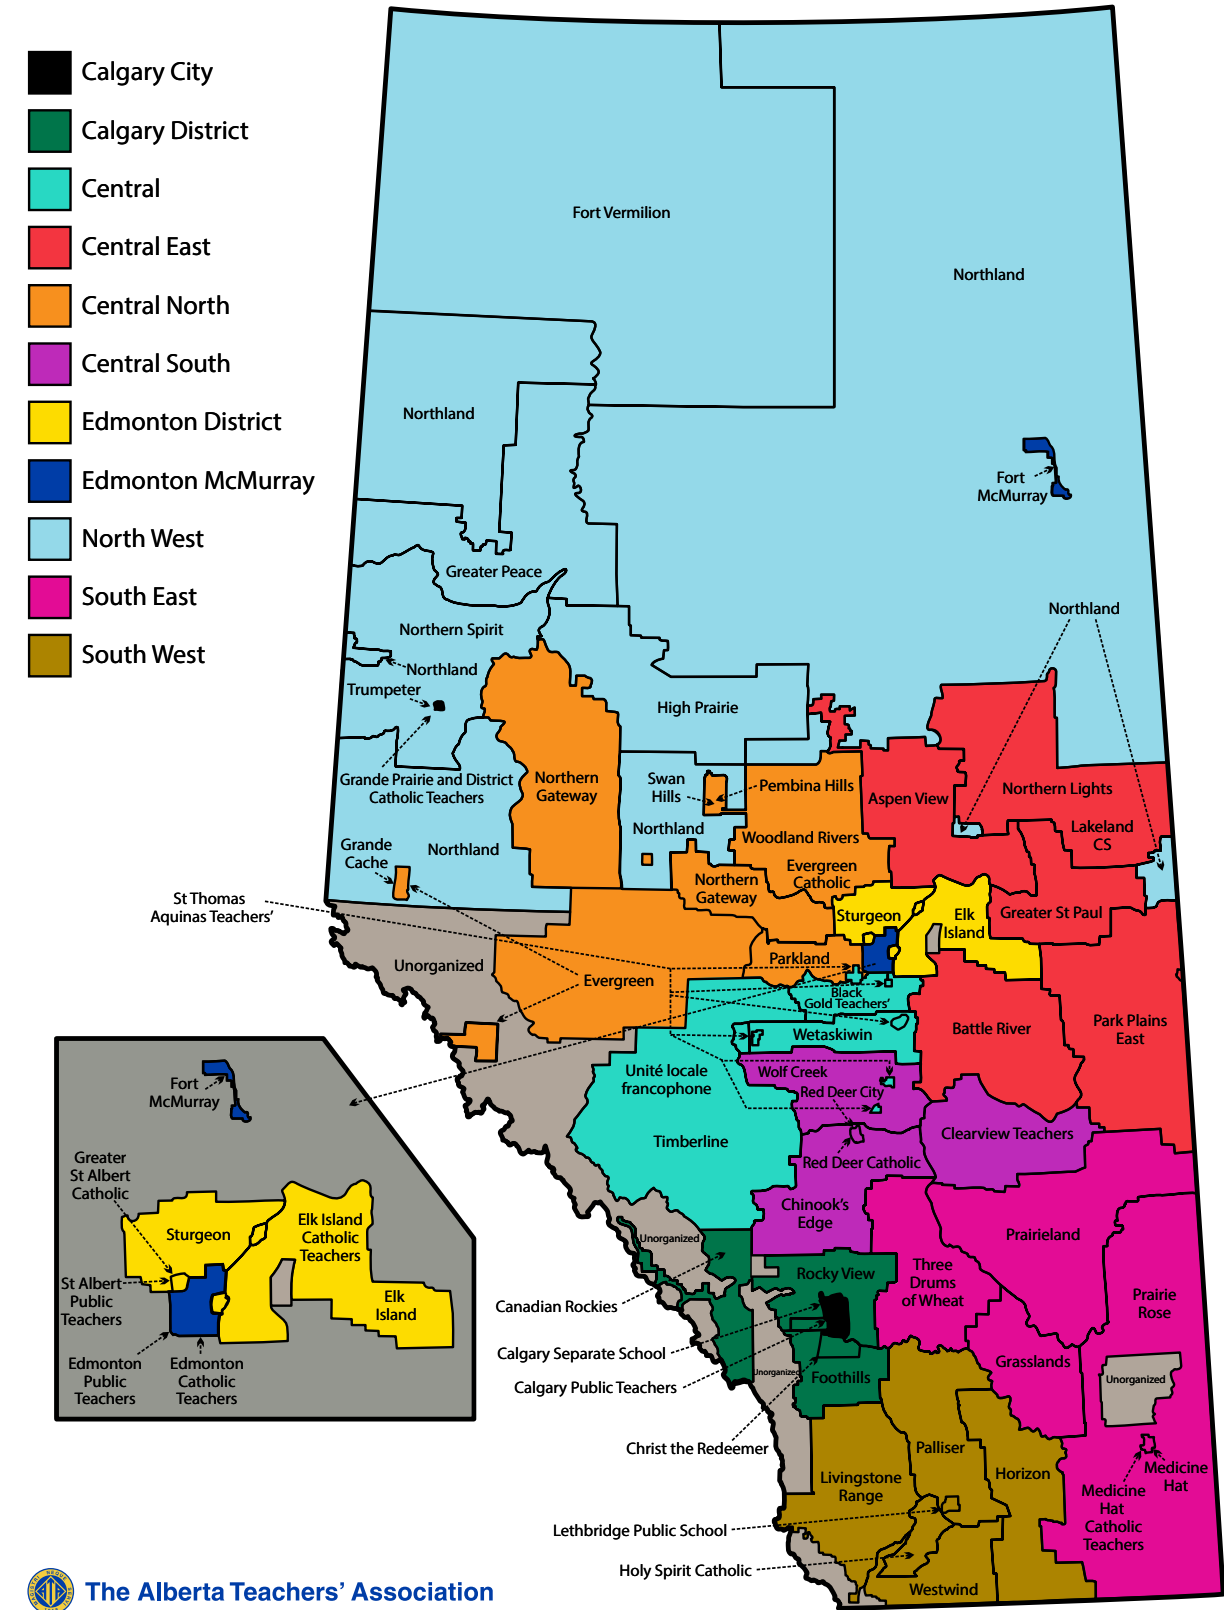 Calgary City
Calgary District
Central
Central East
Central North
Central South
Edmonton District
Edmonton McMurray
North West
South East
South West
Fort Vermilion
Northland
Northland
Fort
McMurray
Greater Peace
Northern Spirit
Northland
Northland
Trumpeter
High Prairie
Grande Prairie and District
Catholic Teachers
Northern
Gateway
Swan
Hills
Pembina Hills
Aspen View
Northern Lights
Northland
Woodland Rivers
Lakeland
CS
Grande
Cache
Northland
Evergreen
Catholic
Northern
Gateway
St Thomas
Aquinas Teachers'
Sturgeon
Elk
Island
Greater St Paul
Unorganized
Parkland
Evergreen
Black
Gold Teachers'
Wetaskiwin
Battle River
Park Plains
East
Unité locale
francophone
Wolf Creek
Red Deer City
Timberline
Clearview Teachers
Red Deer Catholic
Chinook's
Edge
Unorganized
Prairieland
Rocky View
Three
Drums
of Wheat
Prairie
Rose
Canadian Rockies
Calgary Separate School
Grasslands
Unorganized
Unorganized
Foothills
Calgary Public Teachers
Christ the Redeemer
Palliser
Livingstone
Range
Horizon
Medicine
Hat
Medicine
Hat
Catholic
Teachers
Lethbridge Public School
Holy Spirit Catholic
Westwind
Fort
McMurray
Greater
St Albert
Catholic
Sturgeon
Elk Island
Catholic
Teachers
St Albert
Public
Teachers
Elk
Island
Edmonton
Public
Teachers
Edmonton
Catholic
Teachers
The Alberta Teachers' Association